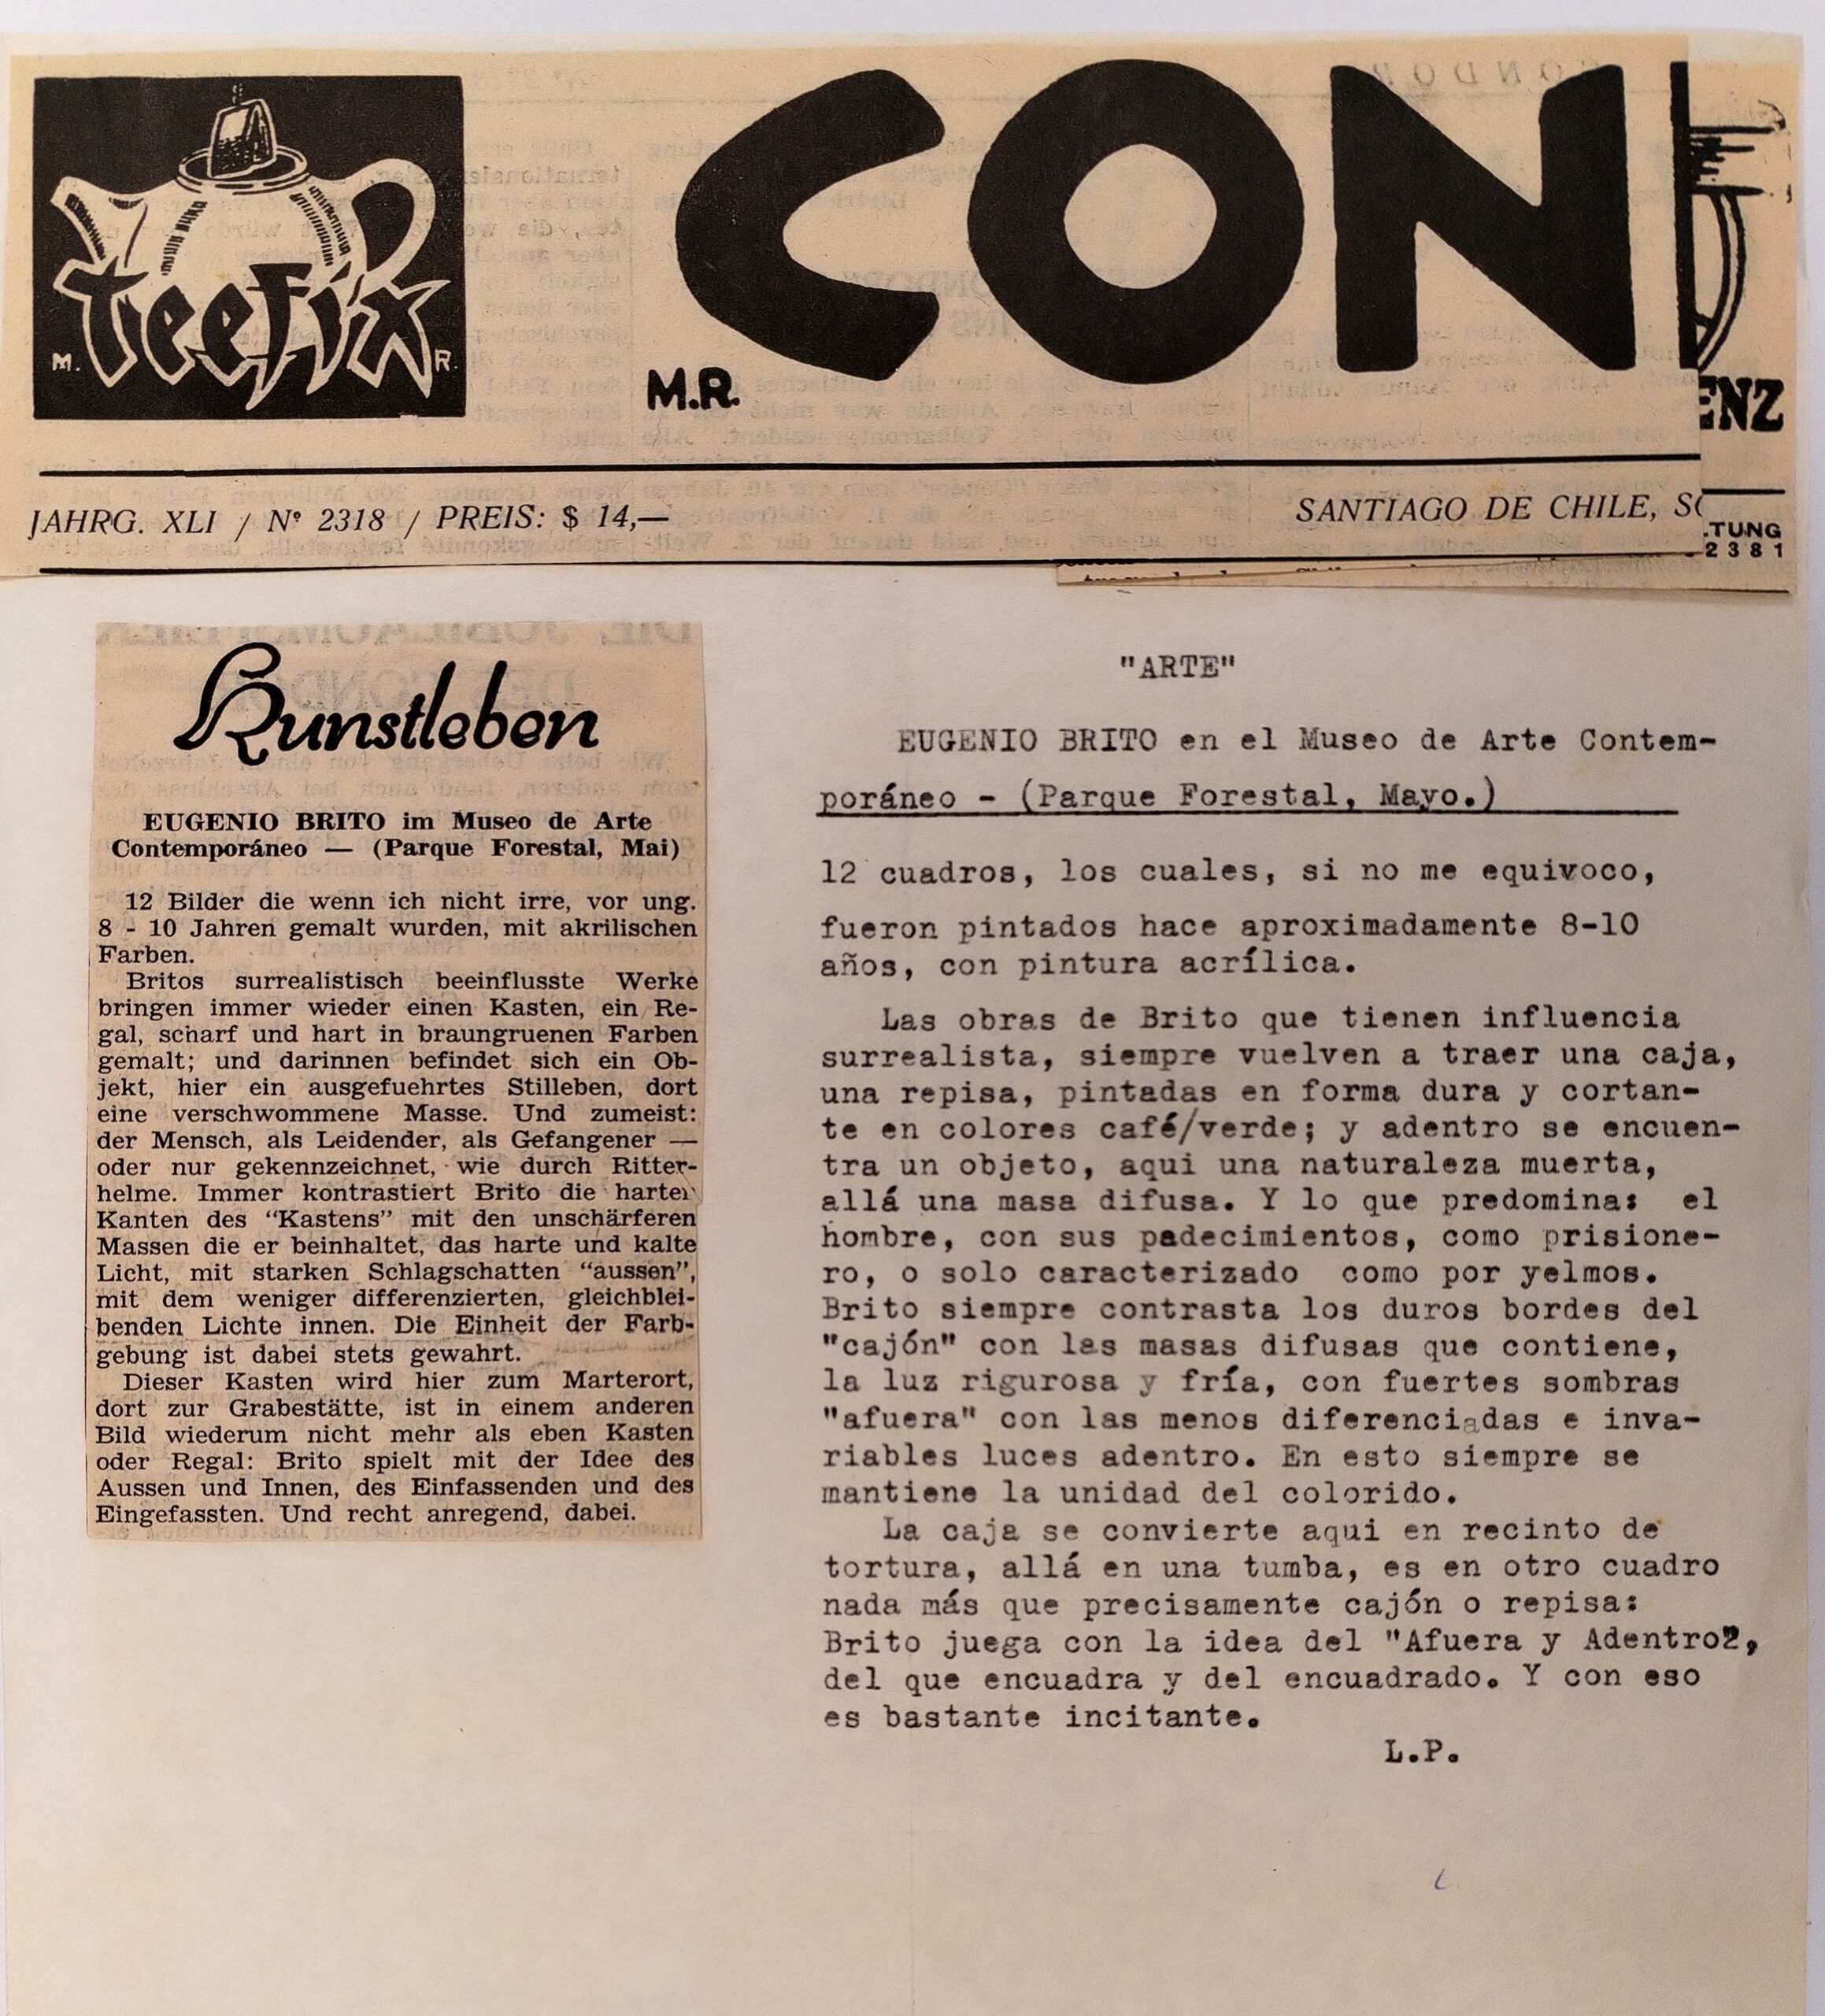 Teefix
M. R.
CON
M.R.
ENZ
JAHRG. XLI / Nº 2318 / PREIS: $ 14,—
SANTIAGO DE CHILE,
TUNG
2381
Kunstleben
EUGENIO BRITO im Museo de Arte
Contemporáneo — (Parque Forestal, Mai)
12 Bilder die wenn ich nicht irre, vor ung.
8 - 10 Jahren gemalt wurden, mit akrilischen
Farben.
Britos surrealistisch beeinflusste Werke
bringen immer wieder einen Kasten, ein Re-
gal, scharf und hart in braungruenen Farben
gemalt; und darinnen befindet sich ein Ob-
jekt, hier ein ausgefuehrtes Stilleben, dort
eine verschwommene Masse. Und zumeist:
der Mensch, als Leidender, als Gefangener —
oder nur gekennzeichnet, wie durch Ritter-
helme. Immer kontrastiert Brito die harten
Kanten des “Kastens” mit den unschärferen
Massen die er beinhaltet, das harte und kalte
Licht, mit starken Schlagschatten “aussen”,
mit dem weniger differenzierten, gleichblei-
benden Lichte innen. Die Einheit der Farb-
gebung ist dabei stets gewahrt.
Dieser Kasten wird hier zum Marterort,
dort zur Grabestätte, ist in einem anderen
Bild wiederum nicht mehr als eben Kasten
oder Regal: Brito spielt mit der Idee des
Aussen und Innen, des Einfassenden und des
Eingefassten. Und recht anregend, dabei.
"ARTE"
EUGENIO BRITO en el Museo de Arte Contem-
poráneo - (Parque Forestal, Mayo.)
12 cuadros, los cuales, si no me equivoco,
fueron pintados hace aproximadamente 8-10
años, con pintura acrílica.
Las obras de Brito que tienen influencia
surrealista, siempre vuelven a traer una caja,
una repisa, pintadas en forma dura y cortan-
te en colores café/verde; y adentro se encuen-
tra un objeto, aqui una naturaleza muerta,
allá una masa difusa. Y lo que predomina: el
hombre, con sus padecimientos, como prisione-
ro, o solo caracterizado como por yelmos.
Brito siempre contrasta los duros bordes del
"cajón" con las masas difusas que contiene,
la luz rigurosa y fría, con fuertes sombras
"afuera" con las menos diferenciadas e inva-
riables luces adentro. En esto siempre se
mantiene la unidad del colorido.
La caja se convierte aqui en recinto de
tortura, allá en una tumba, es en otro cuadro
nada más que precisamente cajón o repisa:
Brito juega con la idea del "Afuera y Adentro",
del que encuadra y del encuadrado. Y con eso
es bastante incitante.
L.P.